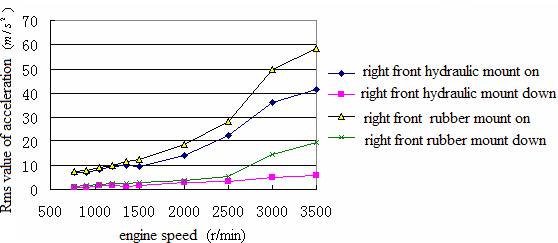 Rms value of acceleration (m/s²)
70
60
50
40
30
20
10
0
500 1000 1500 2000 2500 3000 3500
engine speed (r/min)
right front hydraulic mount on
right front hydraulic mount down
right front rubber mount on
right front rubber mount down